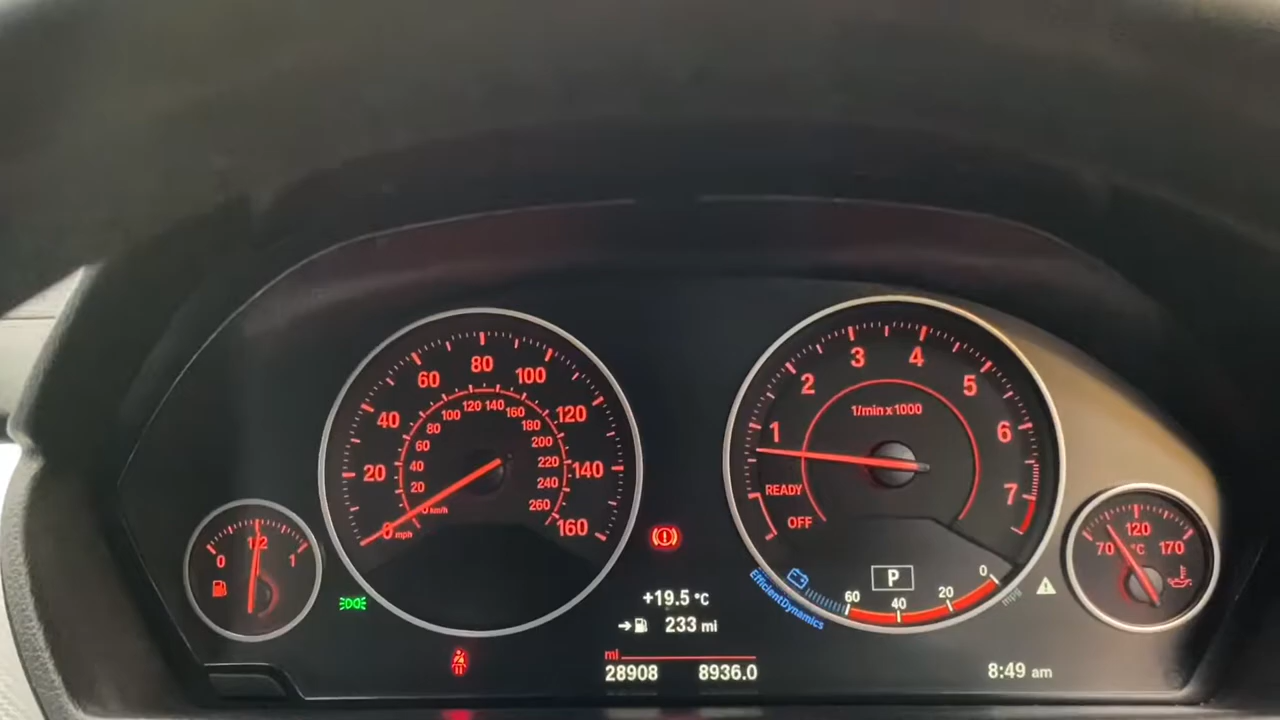 0 1/2 1
0 20 40 60 80 100 120 140 160
mph
0 20 40 60 80 100 120 140 160 180 200 220 240 260
km/h
+19.5 °C
233 mi
mi
28908 8936.0
1 2 3 4 5 6 7
1/min x 1000
READY
OFF
P
EfficientDynamics
60 40 20 0
mpg
70 120 170
°C
8:49 am